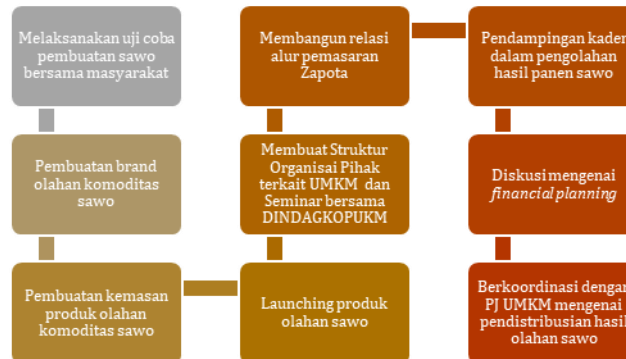 Melaksanakan uji coba
pembuatan sawo
bersama masyarakat
Pembuatan brand
olahan komoditas
sawo
Pembuatan kemasan
produk olahan
komoditas sawo
Launching produk
olahan sawo
Membuat Struktur
Organisai Pihak
terkait UMKM dan
Seminar bersama
DINDAGKOPUKM
Membangun relasi
alur pemasaran
Zapota
Pendampingan kader
dalam pengolahan
hasil panen sawo
Diskusi mengenai
financial planning
Berkoordinasi dengan
PJ UMKM mengenai
pendistribusian hasil
olahan sawo